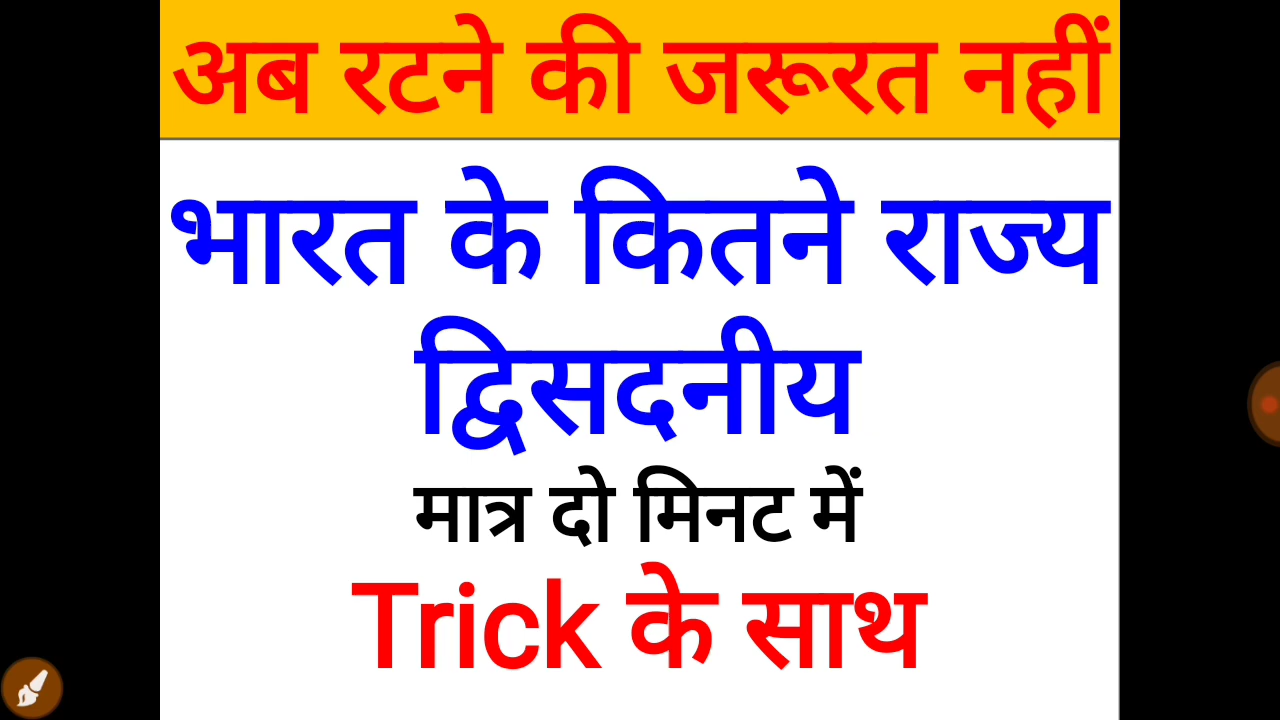 अब रटने की जरूरत नहीं
भारत के कितने राज्य
द्विसदनीय
मात्र दो मिनट में
Trick के साथ